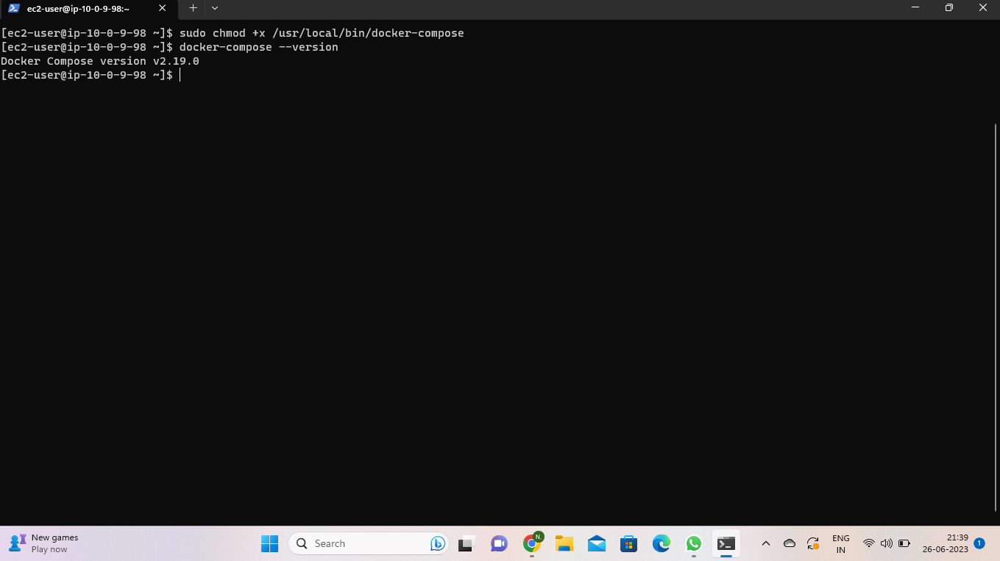 ec2-user@ip-10-0-9-98:~
[ec2-user@ip-10-0-9-98 ~]$ sudo chmod +x /usr/local/bin/docker-compose
[ec2-user@ip-10-0-9-98 ~]$ docker-compose --version
Docker Compose version v2.19.0
[ec2-user@ip-10-0-9-98 ~]$
New games
Play now
Search
N.
ENG
IN
21:39
26-06-2023
1